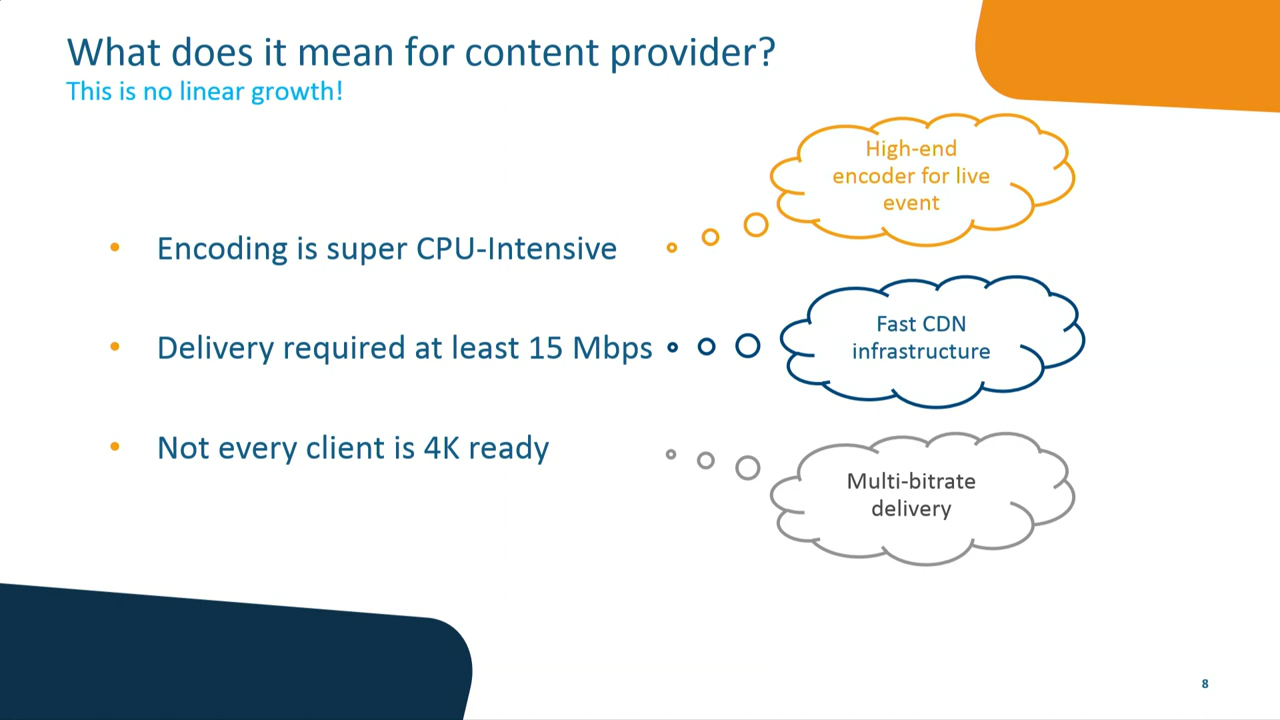 What does it mean for content provider?
This is no linear growth!
High-end
encoder for live
event
• Encoding is super CPU-Intensive
Fast CDN
infrastructure
• Delivery required at least 15 Mbps
• Not every client is 4K ready
Multi-bitrate
delivery
8